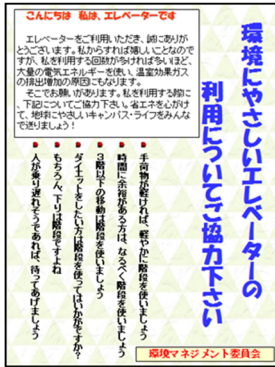 環境にやさしいエレベーターの
利用についてご協力下さい
こんにちは 私は、エレベーターです
エレベーターをご利用いただき、誠にありが
とうございます。私からすれば嬉しいことなので
すが、私を利用する回数が多ければ多いほど、
大量の電気エネルギーを使い、温室効果ガス
の排出増加の原因にもなります。
そこでお願いがあります。私を利用する際に
、下記についてご協力下さい。省エネを心がけ
て、地球にやさしいキャンパス・ライフをみんな
で送りましょう！
手荷物が軽ければ、軽やかに階段を使いましょう
時間に余裕がある方は、なるべく階段を使いましょう
3階以下の移動は階段を使いましょう
ダイエットをしたい方は階段を使ってはいかがですか？
もちろん、下りは階段ですよね
人が乗り遅れそうであれば、待ってあげましょう
環境マネジメント委員会